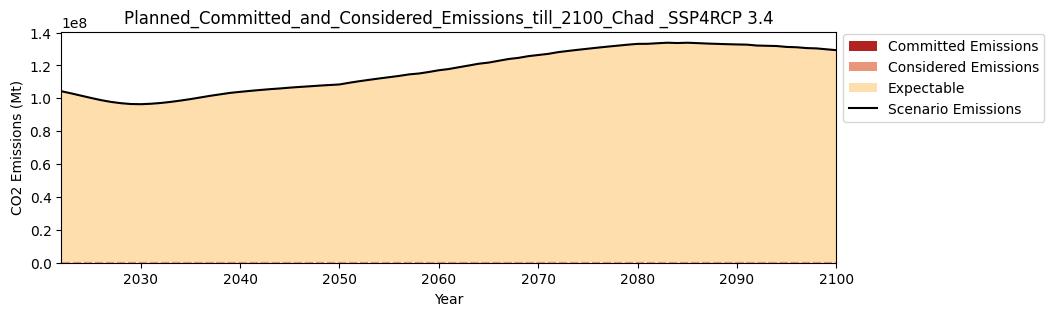 Planned_Committed_and_Considered_Emissions_till_2100_Chad _SSP4RCP 3.4
1e8
1.4
1.2
1.0
0.8
0.6
0.4
0.2
0.0
CO2 Emissions (Mt)
2030
2040
2050
2060
2070
2080
2090
2100
Year
Committed Emissions
Considered Emissions
Expectable
Scenario Emissions